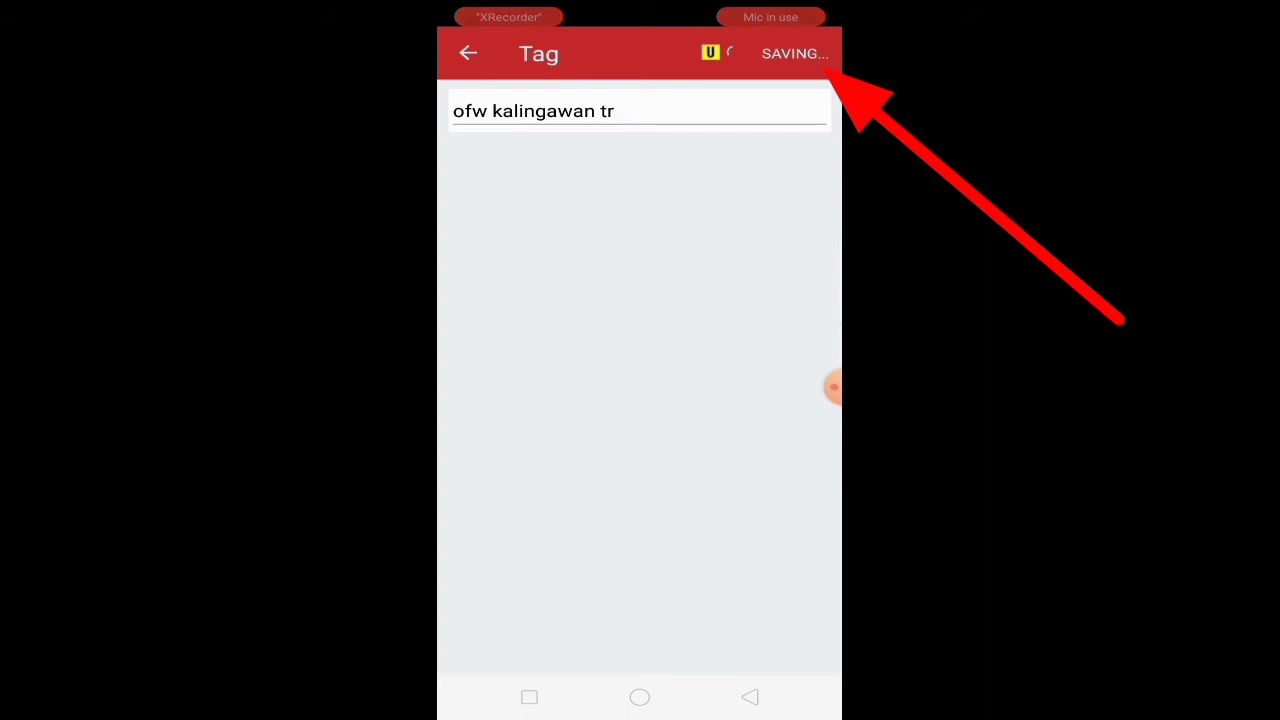 "XRecorder"
Mic in use
Tag
U
SAVING...
ofw kalingawan tr